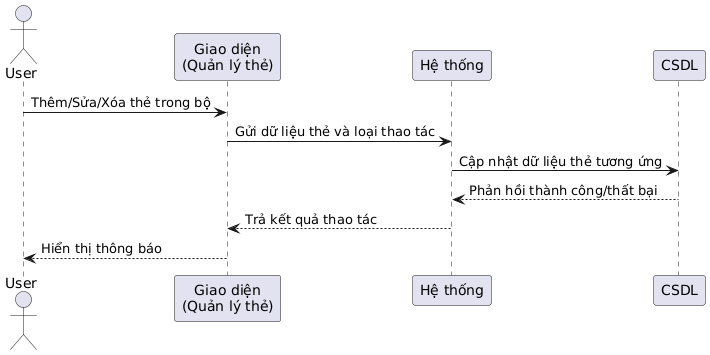 User
Giao diện
(Quản lý thẻ)
Hệ thống
CSDL
Thêm/Sửa/Xóa thẻ trong bộ
Gửi dữ liệu thẻ và loại thao tác
Cập nhật dữ liệu thẻ tương ứng
Phản hồi thành công/thất bại
Trả kết quả thao tác
Hiển thị thông báo
User
Giao diện
(Quản lý thẻ)
Hệ thống
CSDL